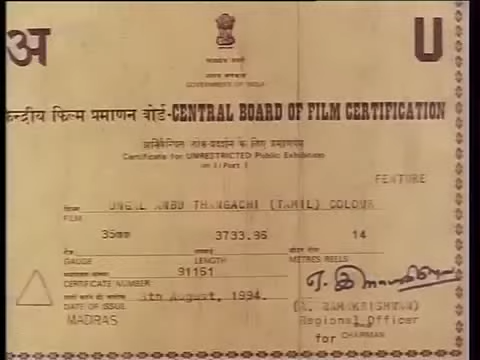 अ U
GOVERNMENT OF INDIA
केन्दीय फिल्म प्रमाणन बोर्ड-CENTRAL BOARD OF FILM CERTIFICATION
Certificate for UNRESTRICTED Public Exhibition
FEATURE
UNGAL ANBU THANGACHI (TAMIL) COLOUR
FILM
35mm 3733.96 14
GAUGE LENGTH METRES REELS
91161
CERTIFICATE NUMBER
August, 1994.
DATE OF ISSUE (A. RAMAKRISHNAN)
MADRAS Regional Officer
for CHAIRMAN